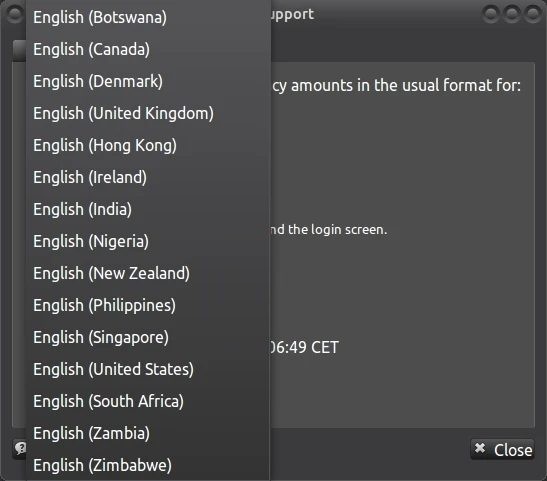 upport
English (Botswana)
English (Canada)
English (Denmark)
cy amounts in the usual format for:
English (United Kingdom)
English (Hong Kong)
English (Ireland)
English (India)
nd the login screen.
English (Nigeria)
English (New Zealand)
English (Philippines)
English (Singapore)
06:49 CET
English (United States)
English (South Africa)
English (Zambia)
Close
English (Zimbabwe)